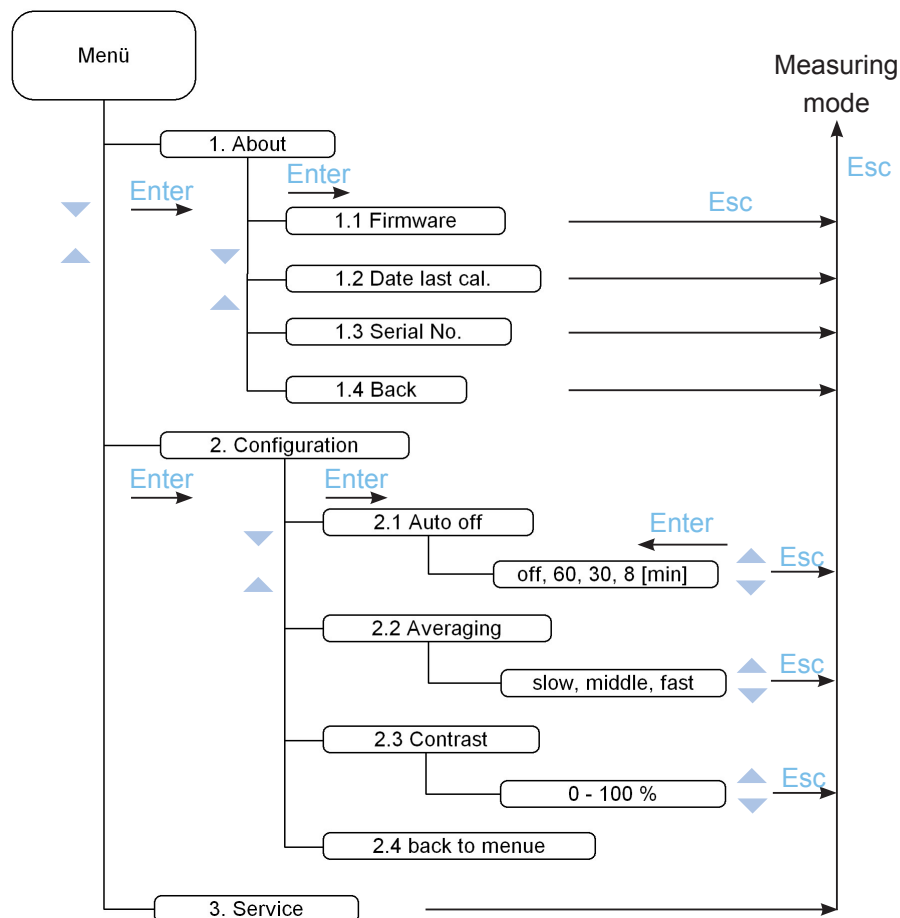 Menü
Measuring
mode
1. About
Esc
Enter
Enter
1.1 Firmware
Esc
1.2 Date last cal.
1.3 Serial No.
1.4 Back
2. Configuration
Enter
Enter
2.1 Auto off
Enter
off, 60, 30, 8 [min]
Esc
2.2 Averaging
slow, middle, fast
Esc
2.3 Contrast
0 - 100 %
Esc
2.4 back to menue
3. Service